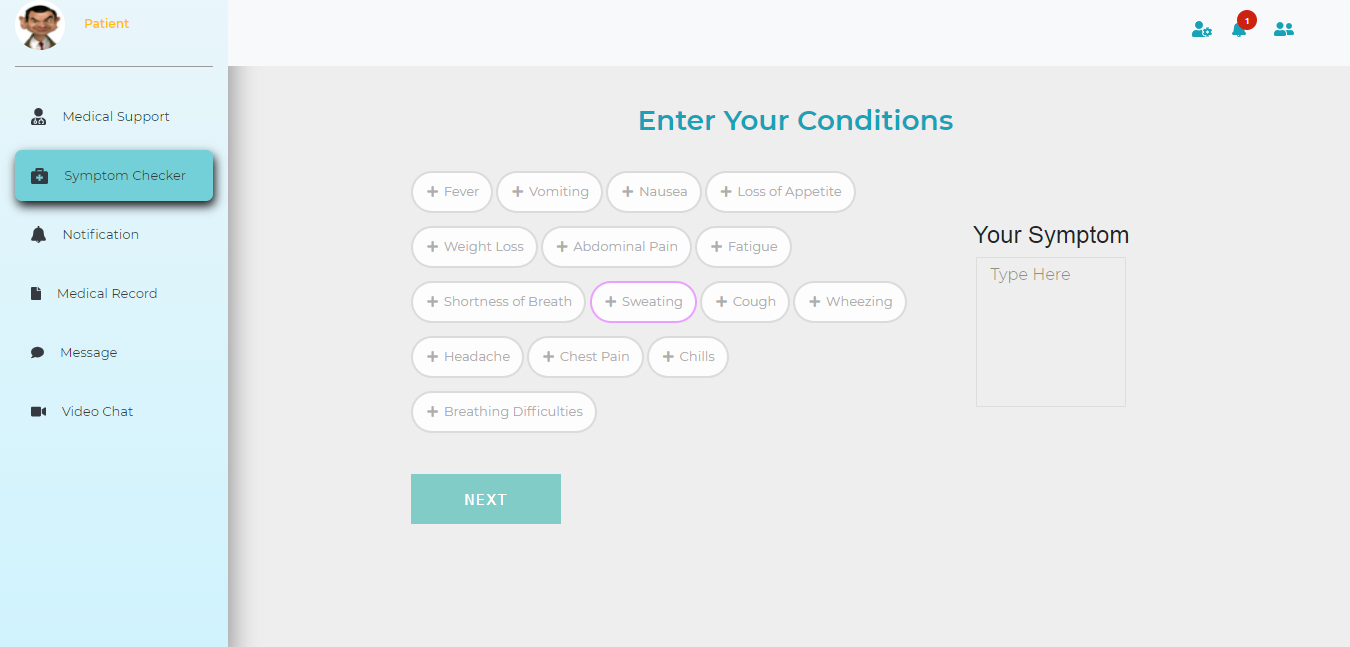 Patient
1
Medical Support
Symptom Checker
Notification
Medical Record
Message
Video Chat
Enter Your Conditions
Fever Vomiting Nausea Loss of Appetite
Weight Loss Abdominal Pain Fatigue
Shortness of Breath Sweating Cough Wheezing
Headache Chest Pain Chills
Breathing Difficulties
NEXT
Your Symptom
Type Here